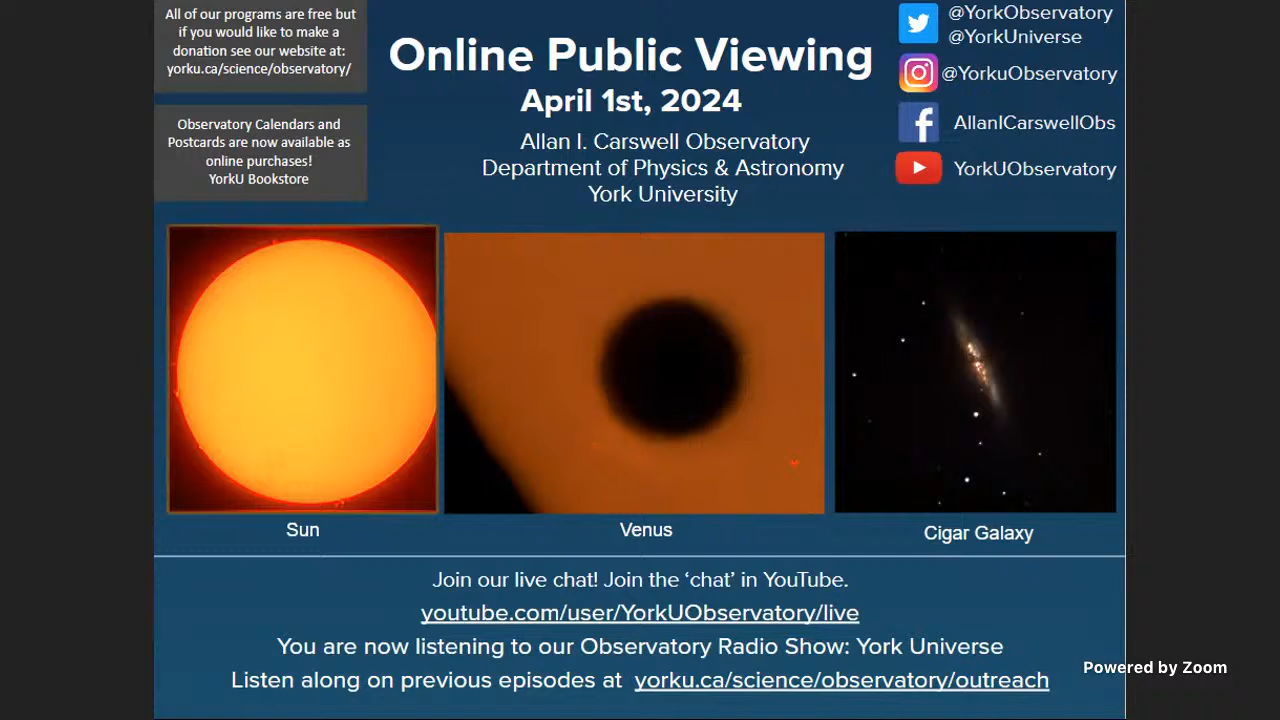 All of our programs are free but
if you would like to make a
donation see our website at:
yorku.ca/science/observatory/
Observatory Calendars and
Postcards are now available as
online purchases!
YorkU Bookstore
Online Public Viewing
April 1st, 2024
Allan I. Carswell Observatory
Department of Physics & Astronomy
York University
@YorkObservatory
@YorkUniverse
@YorkuObservatory
AllanICarswellObs
YorkUObservatory
Sun
Venus
Cigar Galaxy
Join our live chat! Join the ‘chat’ in YouTube.
youtube.com/user/YorkUObservatory/live
You are now listening to our Observatory Radio Show: York Universe
Listen along on previous episodes at yorku.ca/science/observatory/outreach
Powered by Zoom